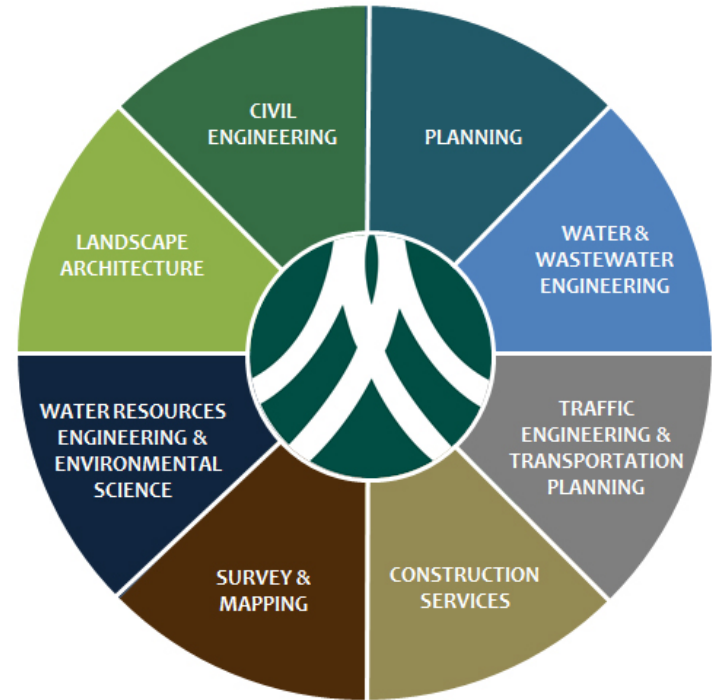 CIVIL
ENGINEERING
PLANNING
WATER &
WASTEWATER
ENGINEERING
TRAFFIC
ENGINEERING &
TRANSPORTATION
PLANNING
CONSTRUCTION
SERVICES
SURVEY &
MAPPING
WATER RESOURCES
ENGINEERING &
ENVIRONMENTAL
SCIENCE
LANDSCAPE
ARCHITECTURE